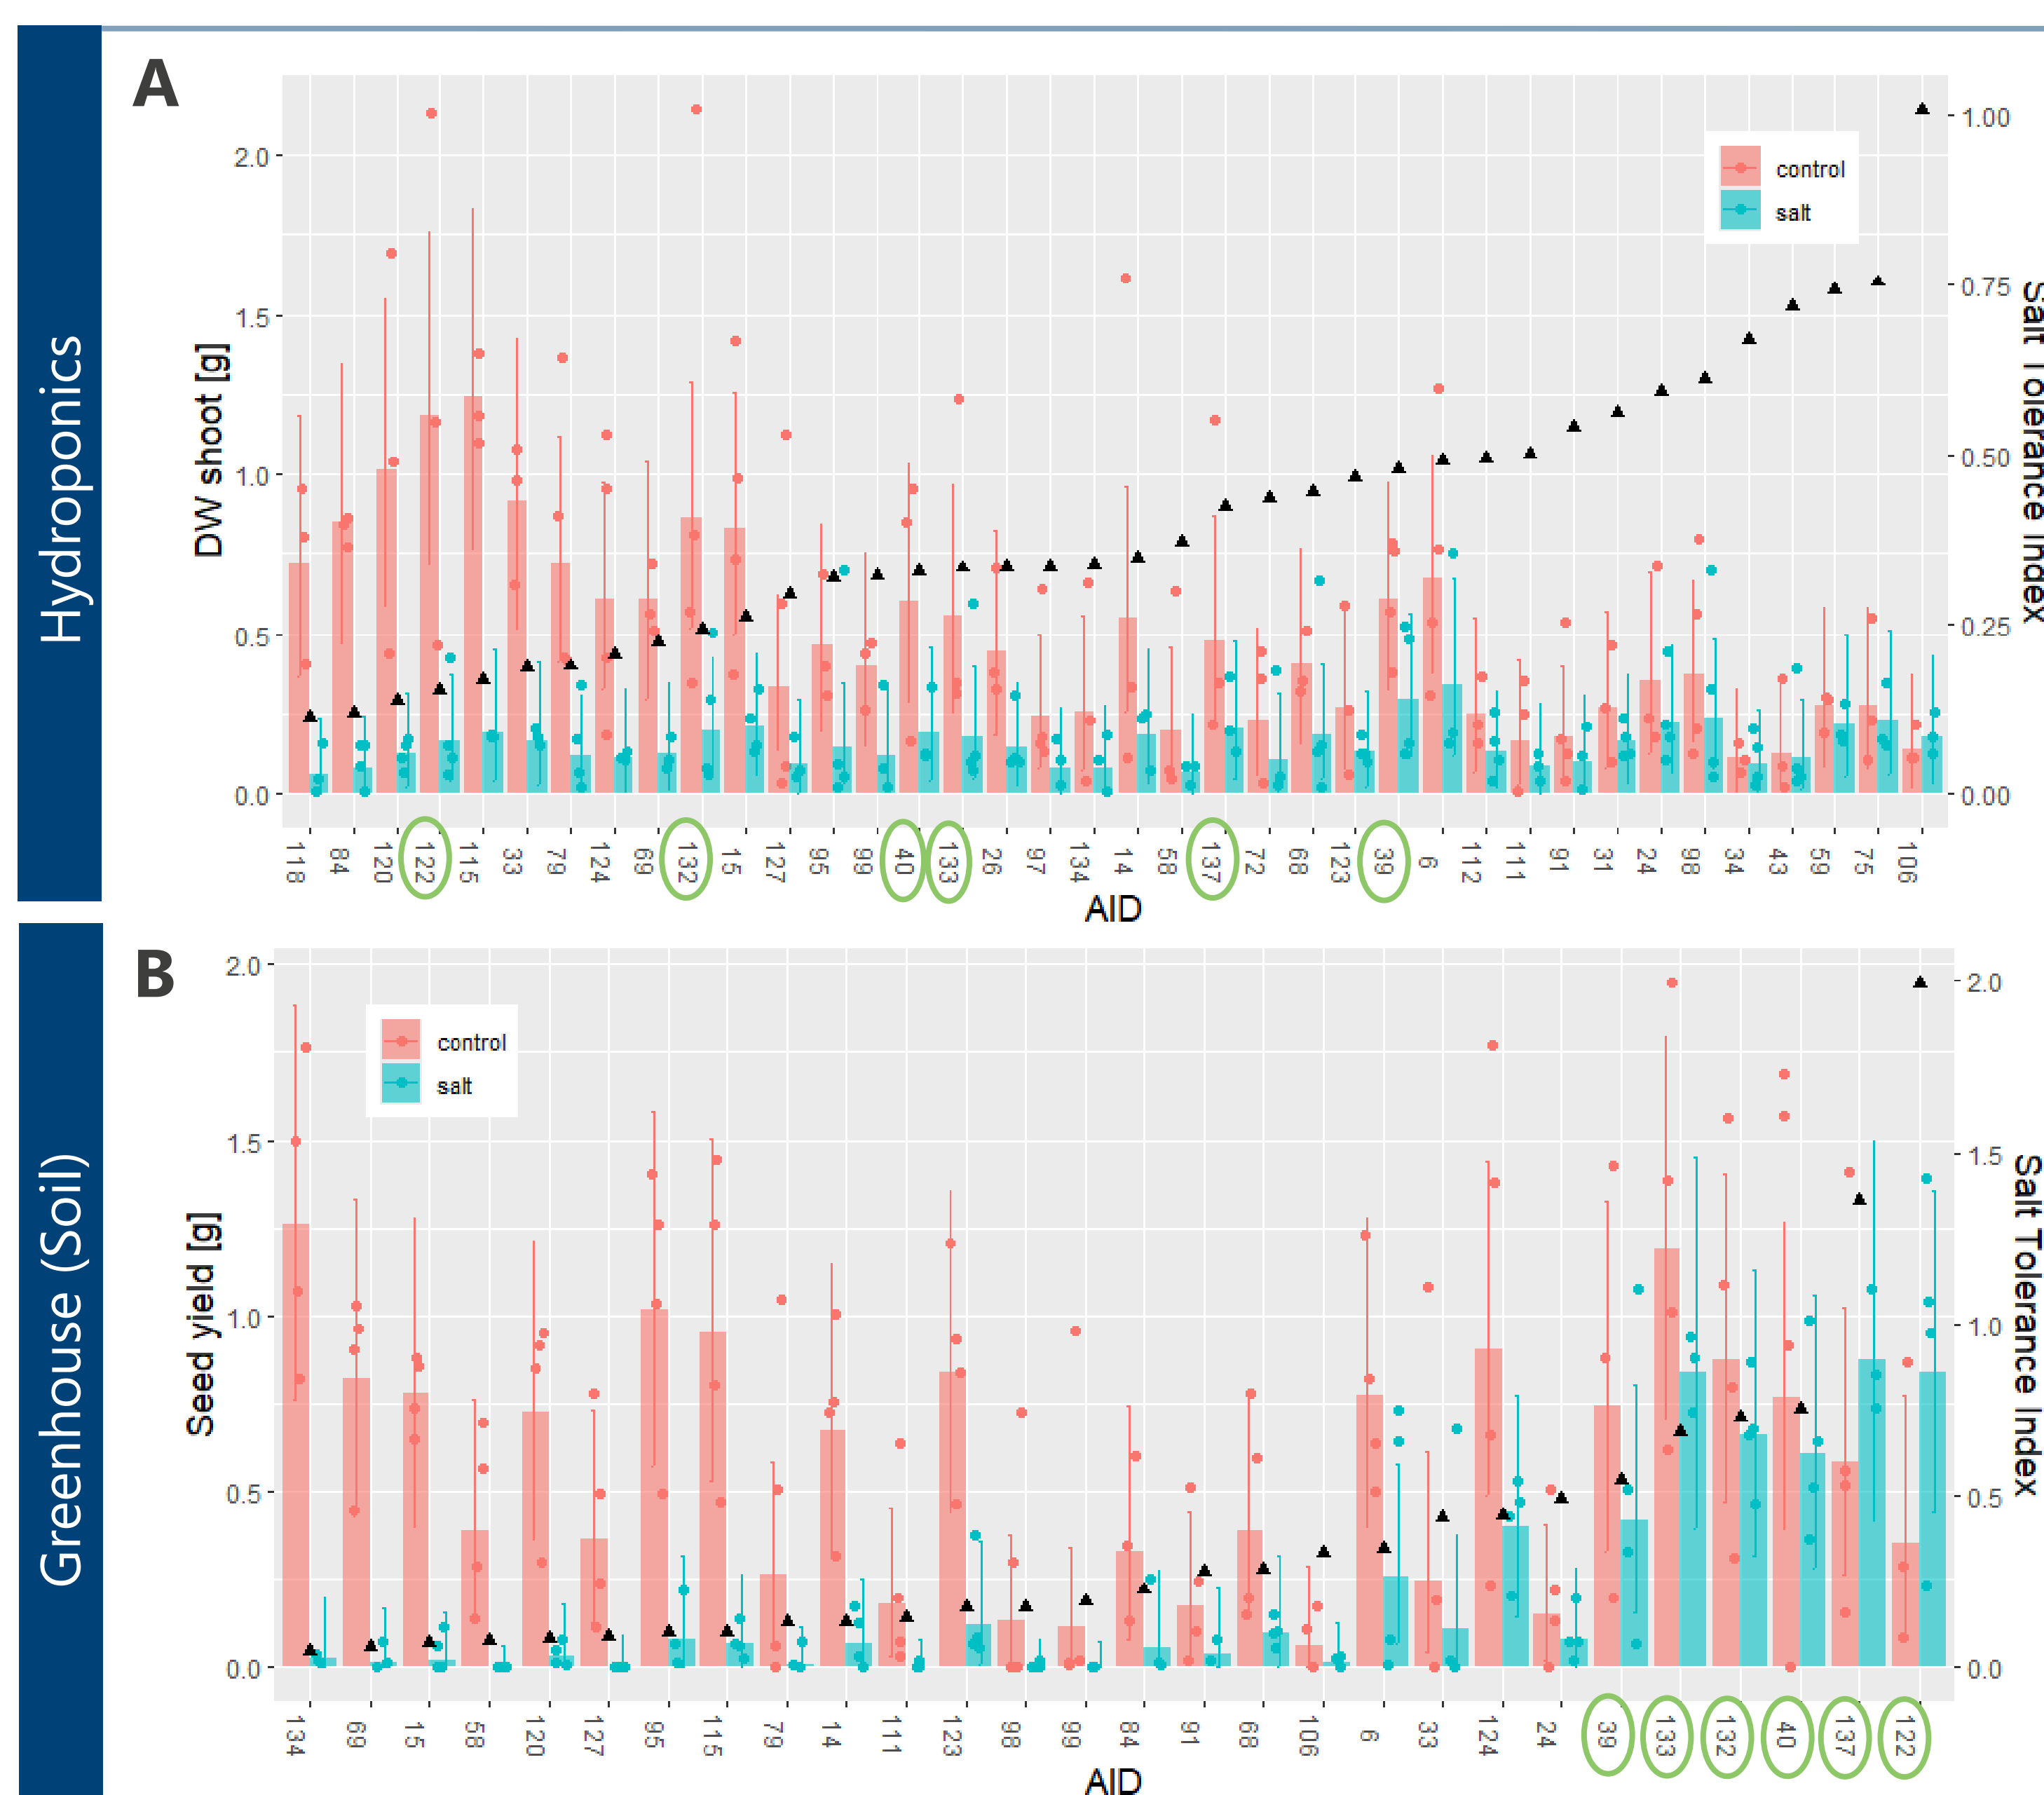 Hydroponics
A
DW shoot [g]
2.0
1.5
1.0
0.5
0.0
control
salt
1.00
0.75
0.50
0.25
0.00
Salt Tolerance Index
118 84 120 122 115 33 79 124 69 132 15 127 95 99 40 133 26 97 134 14 58 137 72 68 123 39 6 112 111 91 31 24 98 34 43 59 75 106
AID
Greenhouse (Soil)
B
Seed yield [g]
2.0
1.5
1.0
0.5
0.0
control
salt
2.0
1.5
1.0
0.5
0.0
Salt Tolerance Index
134 69 15 58 120 127 95 115 79 14 111 123 98 99 84 91 68 106 6 33 124 24 39 133 132 40 137 122
AID